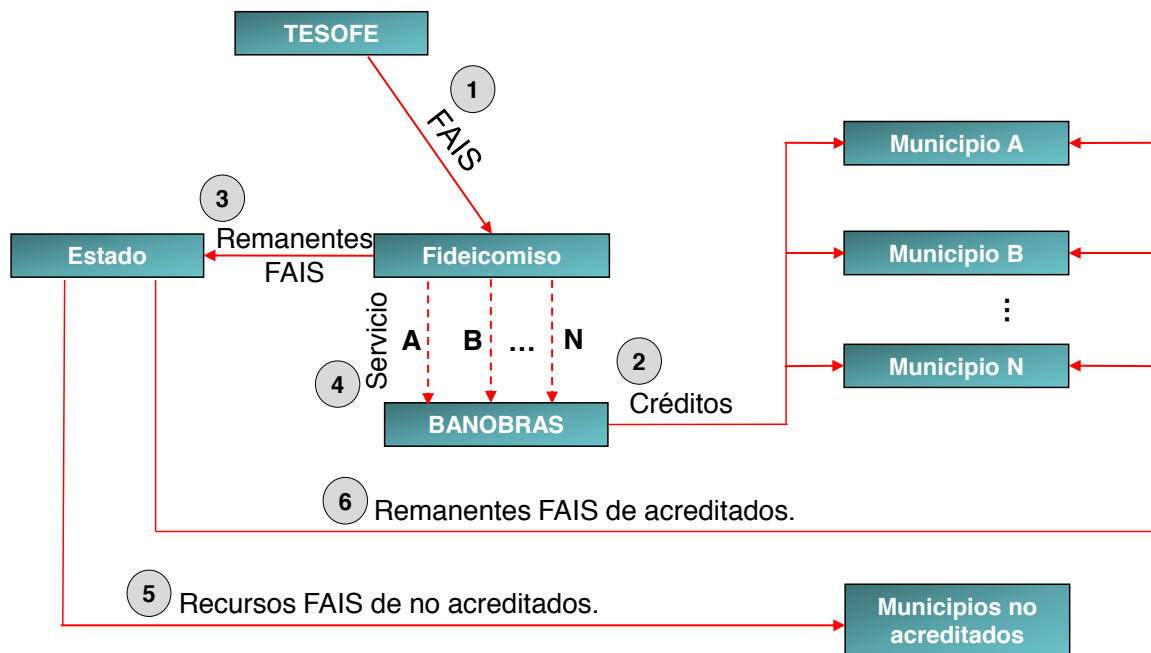 TESOFE
1
FAIS
Municipio A
3
Remanentes
FAIS
Estado
Fideicomiso
Municipio B
...
Servicio
A
B
...
N
4
2
Créditos
Municipio N
BANOBRAS
6
Remanentes FAIS de acreditados.
5
Recursos FAIS de no acreditados.
Municipios no
acreditados